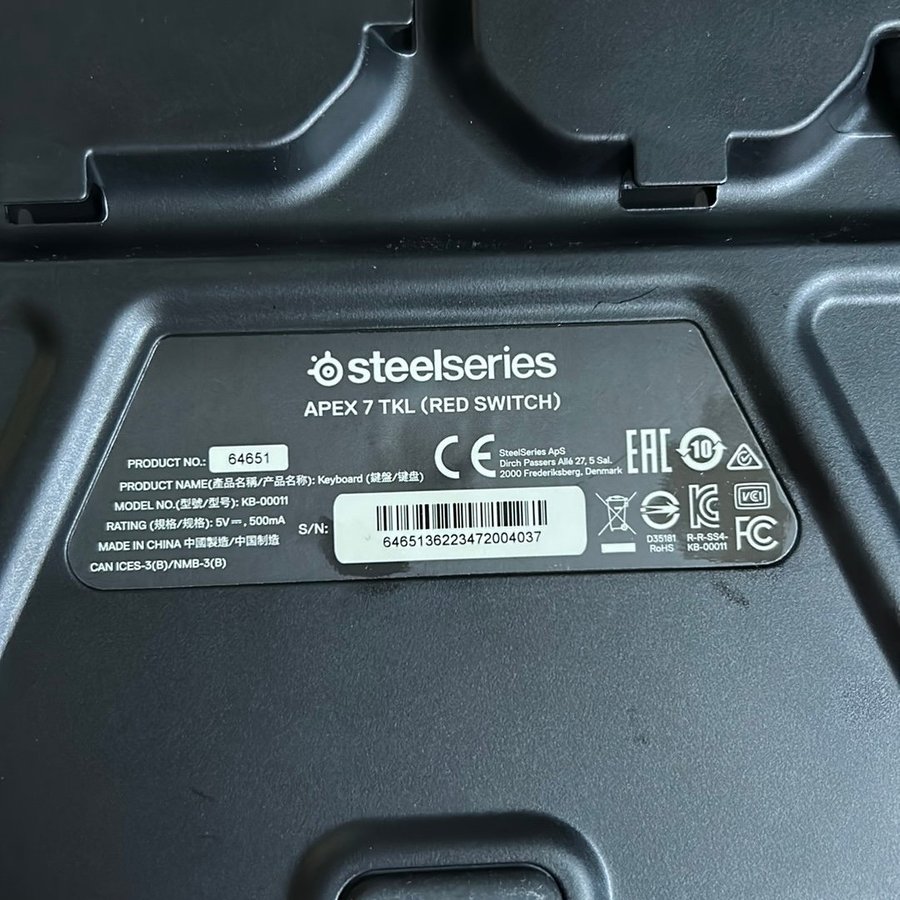 steelseries
APEX 7 TKL (RED SWITCH)
PRODUCT NO.: 64651
PRODUCT NAME(產品名稱/产品名称): Keyboard (鍵盤/键盘)
MODEL NO.(型號/型号): KB-00011
RATING (規格/规格): 5V⎓, 500mA
MADE IN CHINA 中國製造/中国制造
CAN ICES-3(B)/NMB-3(B)
S/N:
6465136223472004037
CE
SteelSeries ApS
Dirch Passers Allé 27, 5 Sal.
2000 Frederiksberg, Denmark
EAC
10
D35181
RoHS
R-R-SS4-
KB-00011
VCI
FC